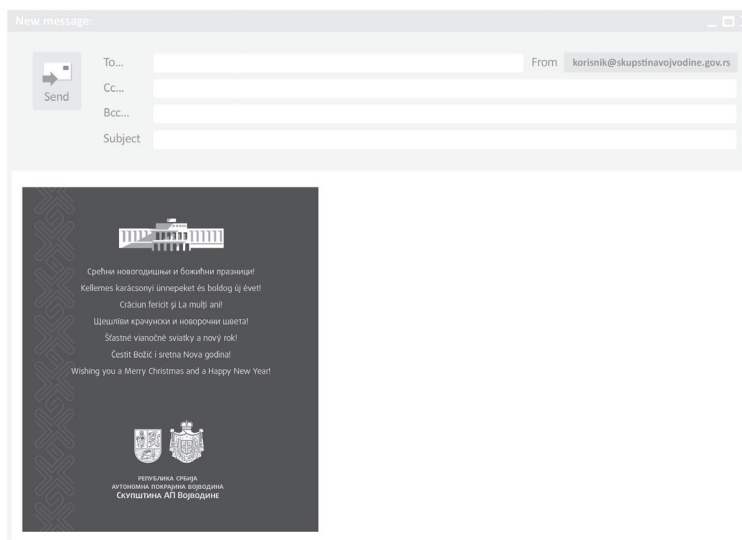 New message:
To...
From korisnik@skupstinavojvodine.gov.rs
Send
Cc...
Bcc...
Subject
Срећни новогодишњи и божићни празници!
Kellemes karácsonyi ünnepeket és boldog új évet!
Crăciun fericit şi La mulţi ani!
Щешлїви крачунски и новорочни швета!
Šťastné vianočné sviatky a nový rok!
Čestit Božić i sretna Nova godina!
Wishing you a Merry Christmas and a Happy New Year!
РЕПУБЛИКА СРБИЈА
АУТОНОМНА ПОКРАЈИНА ВОЈВОДИНА
СКУПШТИНА АП ВОЈВОДИНЕ